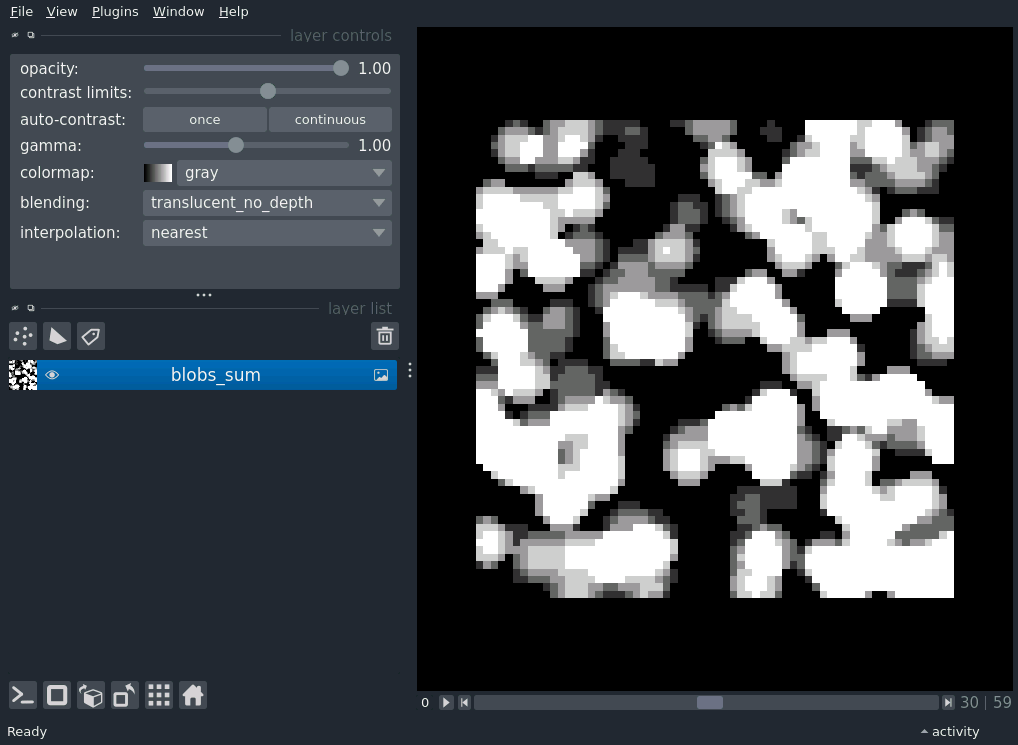 File View Plugins Window Help
layer controls
opacity: 1.00
contrast limits:
auto-contrast: once continuous
gamma: 1.00
colormap: gray
blending: translucent_no_depth
interpolation: nearest
layer list
blobs_sum
0 30 59
Ready activity